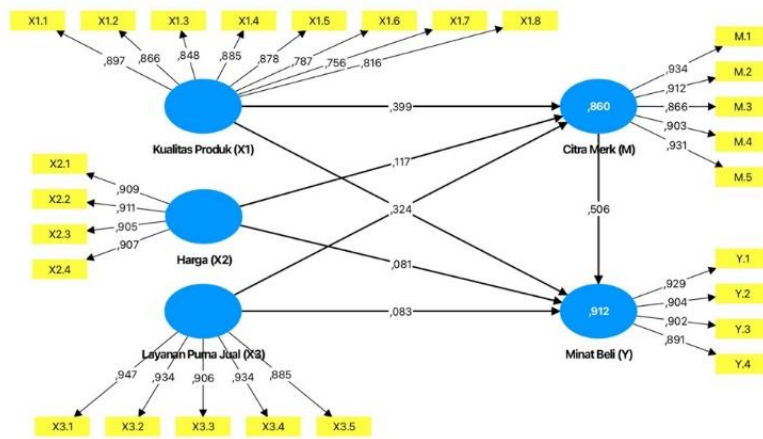 X1.1 X1.2 X1.3 X1.4 X1.5 X1.6 X1.7 X1.8
,897 ,866 ,848 ,885 ,878 ,787 ,756 ,816
Kualitas Produk (X1)
,399
,860
Citra Merk (M)
M.1
M.2
M.3
M.4
M.5
,934
,912
,866
,903
,931
X2.1
X2.2
X2.3
X2.4
,909
,911
,905
,907
Harga (X2)
,117
,324
,081
,083
,506
Layanan Purna Jual (X3)
,947 ,934 ,906 ,934 ,885
X3.1 X3.2 X3.3 X3.4 X3.5
,912
Minat Beli (Y)
,929
,904
,902
,891
Y.1
Y.2
Y.3
Y.4